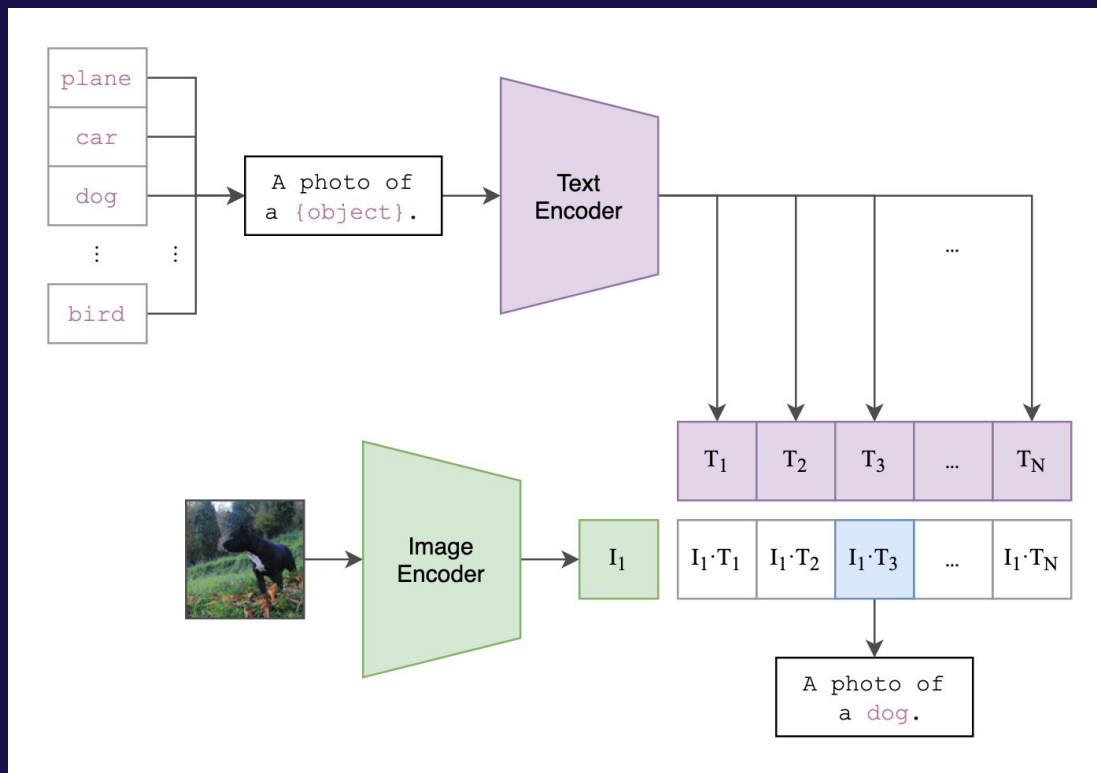 plane
car
dog
⋮ ⋮
bird
A photo of
a {object}.
Text
Encoder
...
T₁ T₂ T₃ ... T_N
Image
Encoder
I₁
I₁·T₁ I₁·T₂ I₁·T₃ ... I₁·T_N
A photo of
a dog.